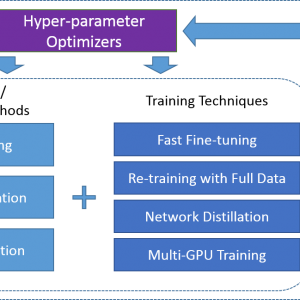 Hyper-parameter
Optimizers
/
hods
Training Techniques
ng
Fast Fine-tuning
ation
Re-training with Full Data
tion
Network Distillation
Multi-GPU Training